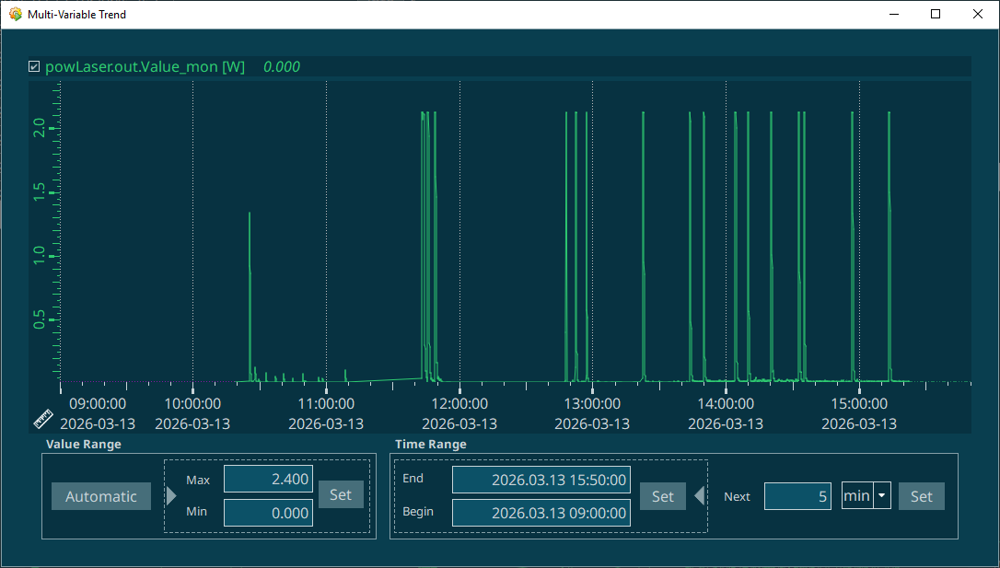 Multi-Variable Trend
powLaser.out.Value_mon [W] 0.000
2.0
1.5
1.0
0.5
09:00:00 10:00:00 11:00:00 12:00:00 13:00:00 14:00:00 15:00:00
2026-03-13 2026-03-13 2026-03-13 2026-03-13 2026-03-13 2026-03-13 2026-03-13
Value Range
Automatic
Max 2.400
Min 0.000
Set
Time Range
End 2026.03.13 15:50:00
Begin 2026.03.13 09:00:00
Set
Next 5 min Set